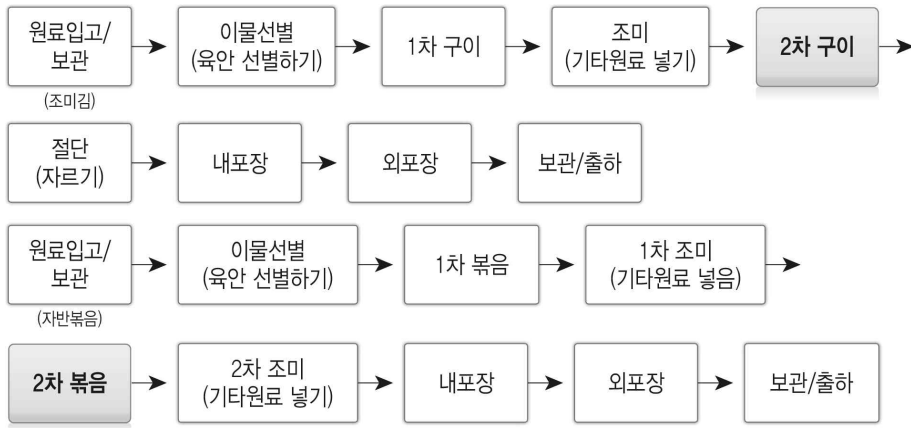 원료입고/
보관
(조미김)
이물선별
(육안 선별하기)
1차 구이
조미
(기타원료 넣기)
2차 구이
절단
(자르기)
내포장
외포장
보관/출하
원료입고/
보관
(자반볶음)
이물선별
(육안 선별하기)
1차 볶음
1차 조미
(기타원료 넣음)
2차 볶음
2차 조미
(기타원료 넣기)
내포장
외포장
보관/출하